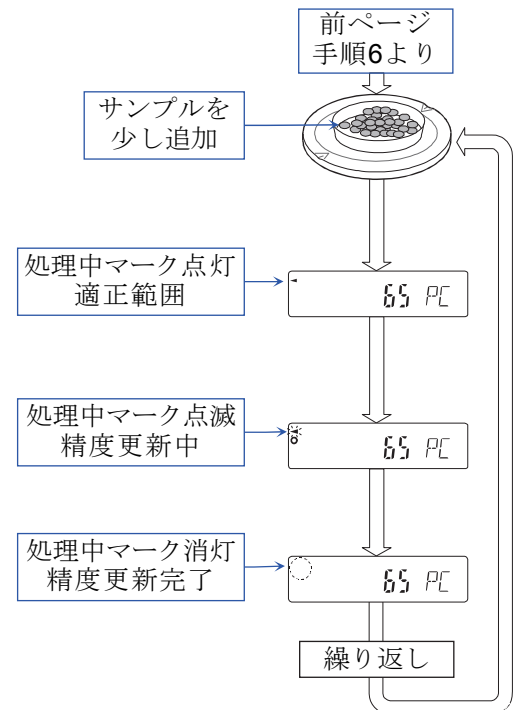 前ページ
手順6より
サンプルを
少し追加
処理中マーク点灯
適正範囲
65 PC
処理中マーク点滅
精度更新中
65 PC
処理中マーク消灯
精度更新完了
65 PC
繰り返し